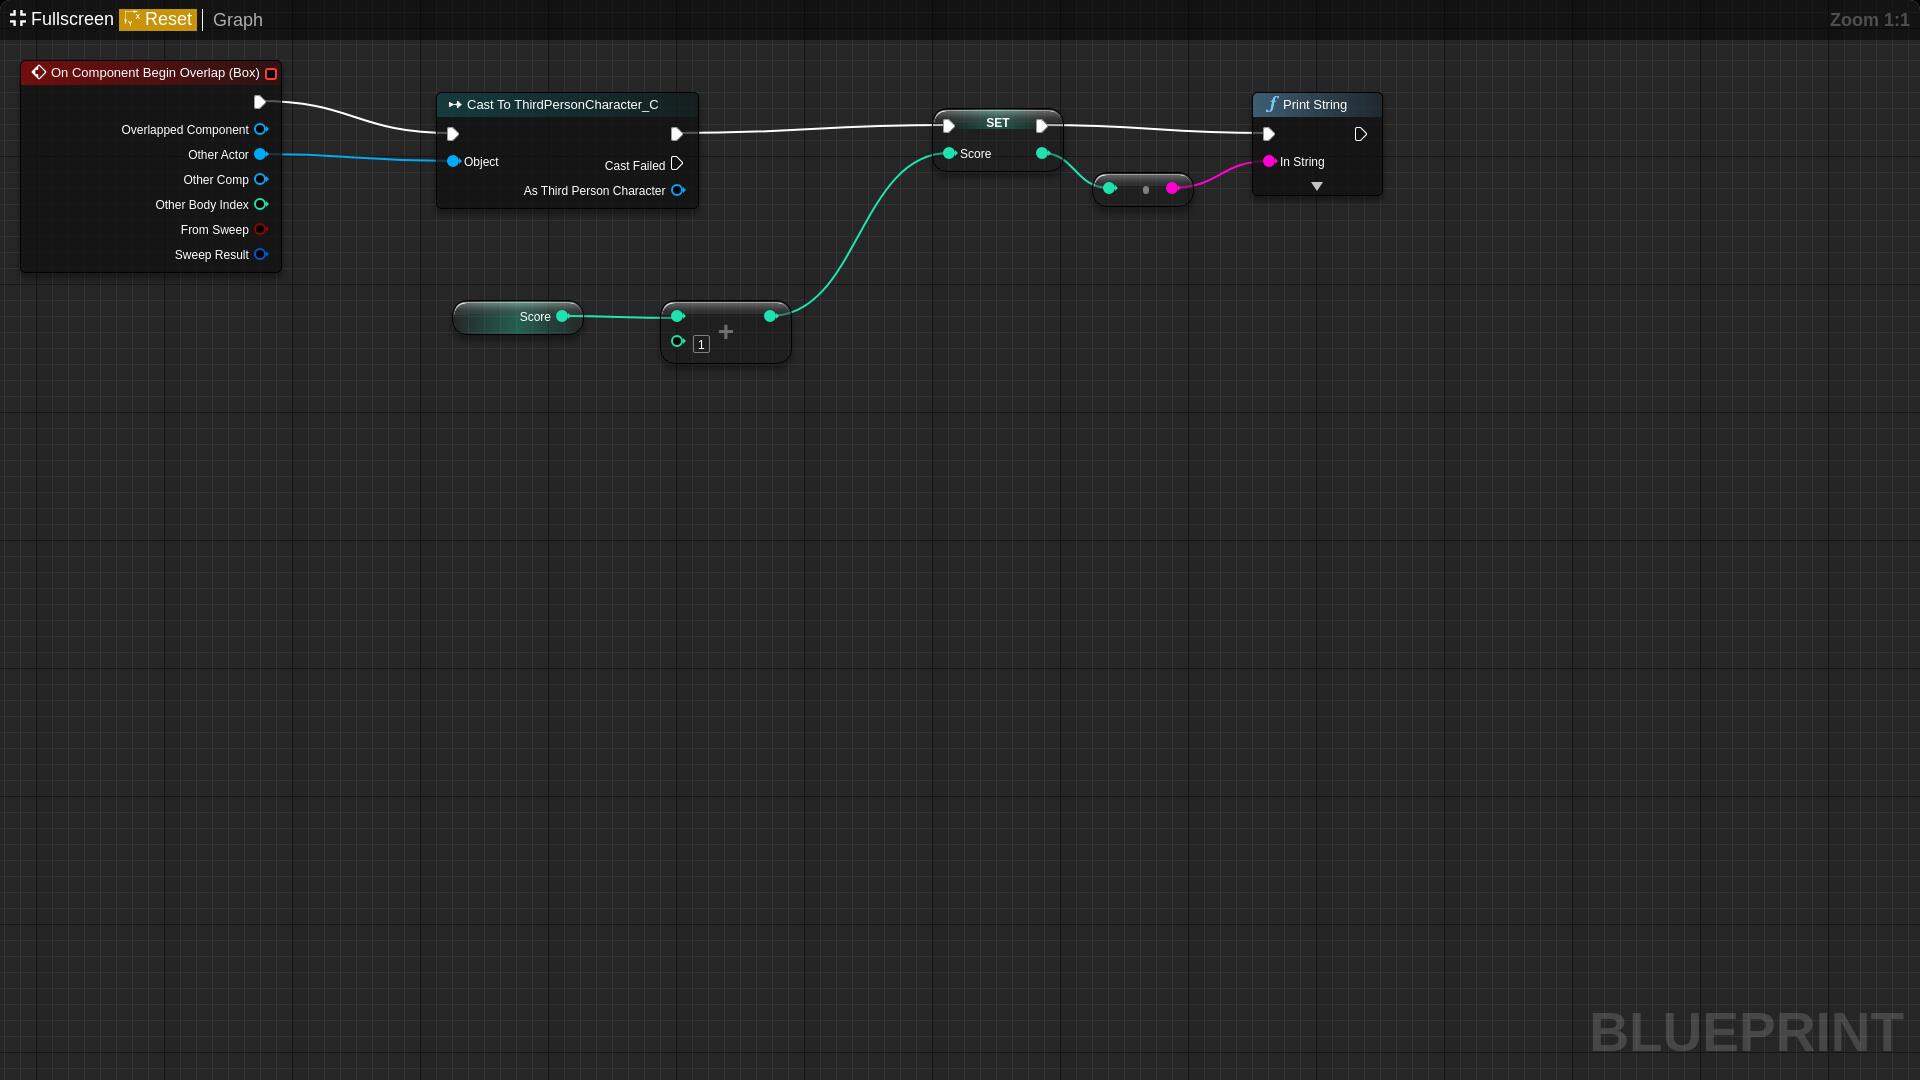 Fullscreen Reset Graph Zoom 1:1
On Component Begin Overlap (Box)
Overlapped Component
Other Actor
Other Comp
Other Body Index
From Sweep
Sweep Result
Cast To ThirdPersonCharacter_C
Object
Cast Failed
As Third Person Character
SET
Score
Print String
In String
Score
1
BLUEPRINT